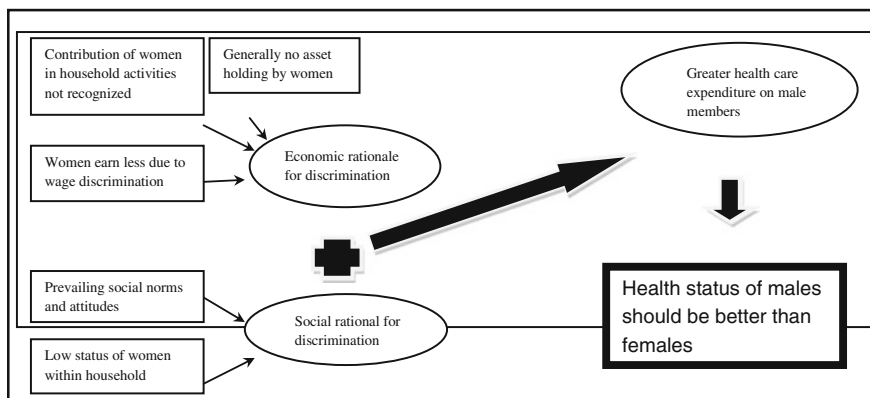 Contribution of women
in household activities
not recognized
Generally no asset
holding by women
Greater health care
expenditure on male
members
Women earn less due to
wage discrimination
Economic rationale
for discrimination
Prevailing social norms
and attitudes
Social rational for
discrimination
Low status of women
within household
Health status of males
should be better than
females